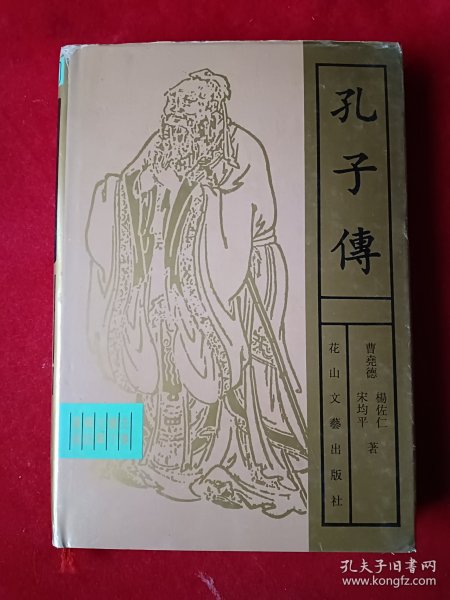 孔子傳
曹堯德 楊佐仁
宋均平 著
花山文藝出版社
孔夫子旧书网
www.kongfz.com